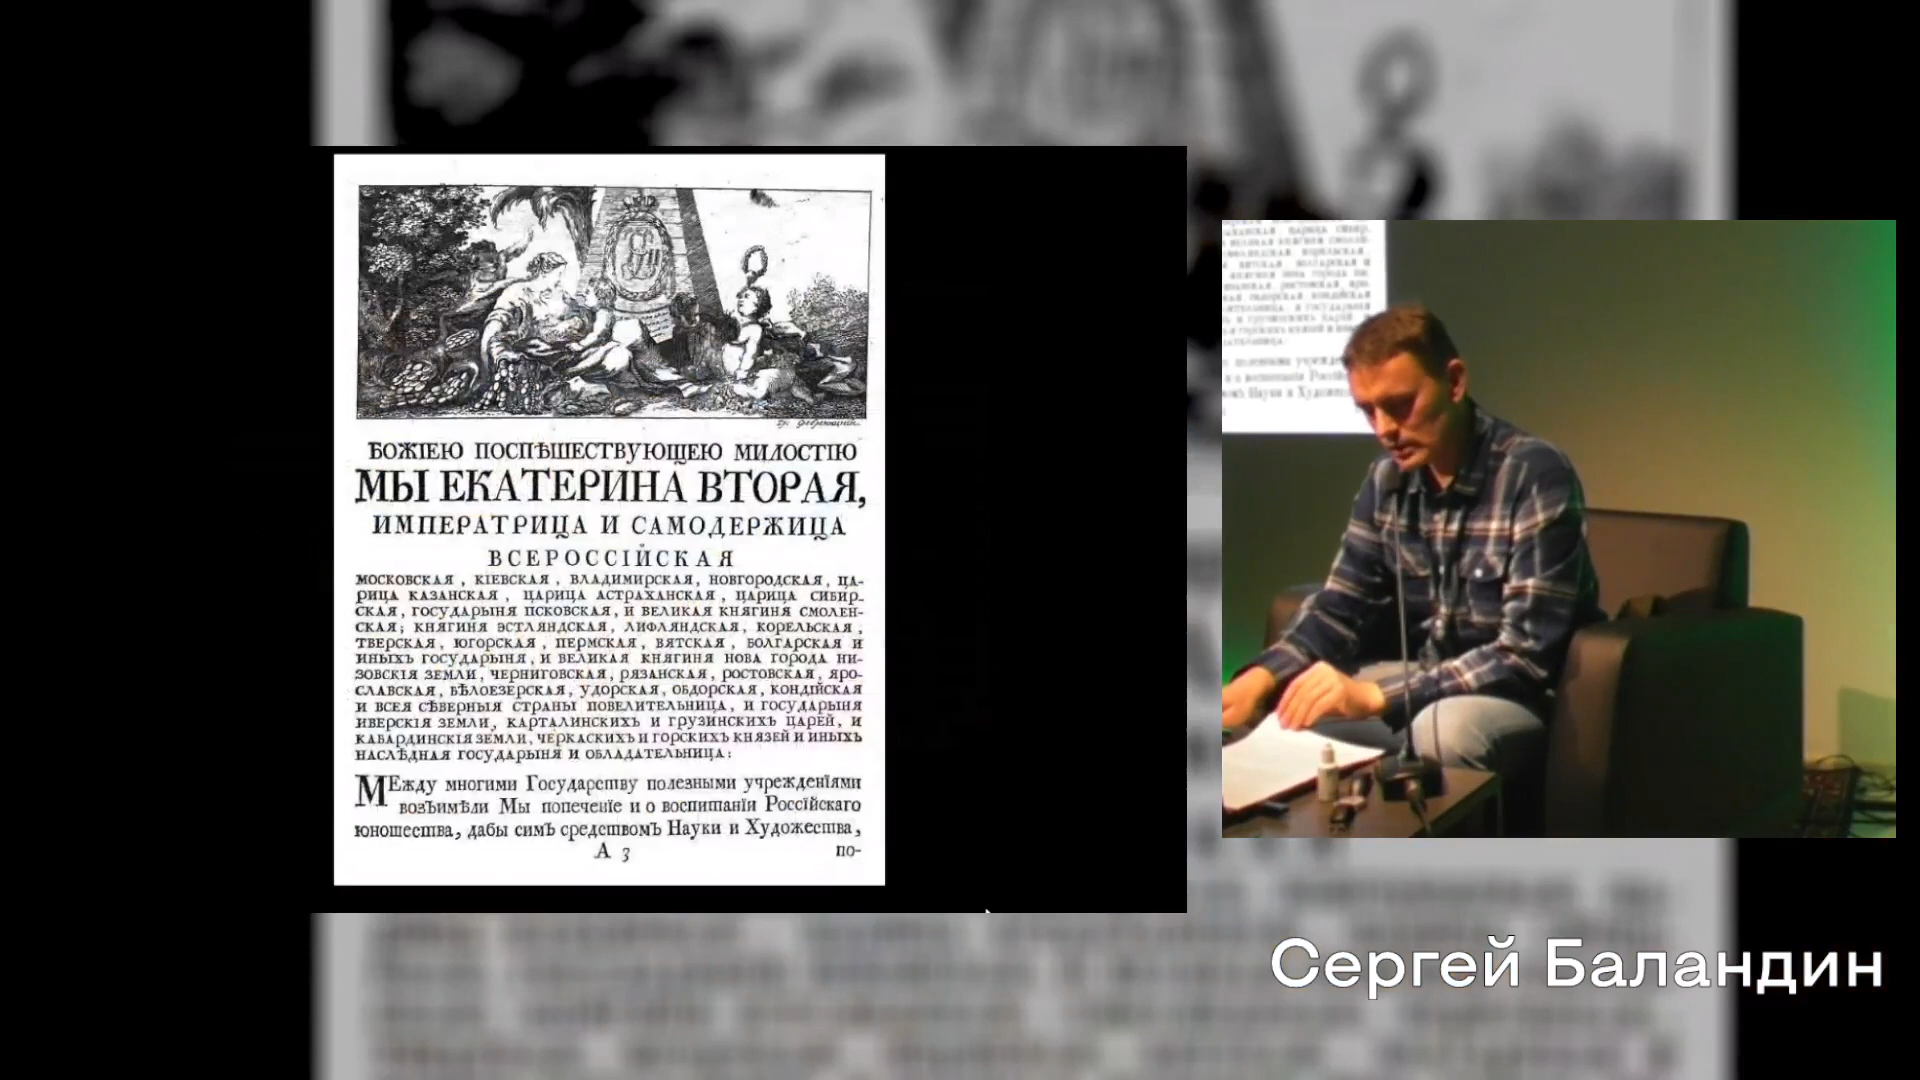 БОЖІЕЮ ПОСПѢШЕСТВУЮЩЕЮ МИЛОСТІЮ
МЫ ЕКАТЕРИНА ВТОРАЯ,
ИМПЕРАТРИЦА И САМОДЕРЖИЦА
ВСЕРОССІЙСКАЯ
МОСКОВСКАЯ , КІЕВСКАЯ , ВЛАДИМИРСКАЯ, НОВГОРОДСКАЯ, ЦА-
РИЦА КАЗАНСКАЯ , ЦАРИЦА АСТРАХАНСКАЯ , ЦАРИЦА СИБИР-
СКАЯ, ГОСУДАРЫНЯ ПСКОВСКАЯ, И ВЕЛИКАЯ КНЯГИНЯ СМОЛЕН-
СКАЯ; КНЯГИНЯ ЭСТЛЯНДСКАЯ, ЛИФЛЯНДСКАЯ, КОРЕЛЬСКАЯ ,
ТВЕРСКАЯ, ЮГОРСКАЯ , ПЕРМСКАЯ, ВЯТСКАЯ , БОЛГАРСКАЯ И
ИНЫХЪ ГОСУДАРЫНЯ , И ВЕЛИКАЯ КНЯГИНЯ НОВА ГОРОДА НИ-
ЗОВСКІЯ ЗЕМЛИ, ЧЕРНИГОВСКАЯ , РЯЗАНСКАЯ , РОСТОВСКАЯ , ЯРО-
СЛАВСКАЯ , БѢЛОЕЗЕРСКАЯ , УДОРСКАЯ , ОБДОРСКАЯ , КОНДІЙСКАЯ
И ВСЕЯ СѢВЕРНЫЯ СТРАНЫ ПОВЕЛИТЕЛЬНИЦА , И ГОСУДАРЫНЯ
ИВЕРСКІЯ ЗЕМЛИ, КАРТАЛИНСКИХЪ И ГРУЗИНСКИХЪ ЦАРЕЙ, И
КАБАРДИНСКІЯ ЗЕМЛИ, ЧЕРКАСКИХЪ И ГОРСКИХЪ КНЯЗЕЙ И ИНЫХЪ
НАСЛѢДНАЯ ГОСУДАРЫНЯ И ОБЛАДАТЕЛЬНИЦА :
МЕжду многими Государству полезными учрежденїями
возЪимѣли Мы попеченїе и о воспитанїи Россїйскаго
юношества, дабы симЪ средствомЪ Науки и Художества,
А 3
по-
Сергей Баландин